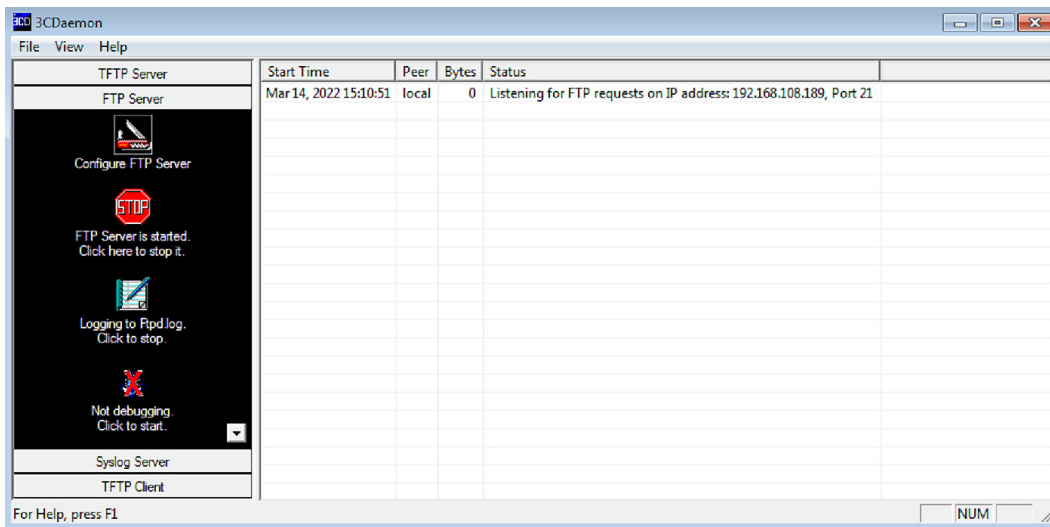 3CD 3CDaemon
File View Help
TFTP Server
FTP Server
Configure FTP Server
STOP
FTP Server is started.
Click here to stop it.
Logging to Ftpd.log.
Click to stop.
Not debugging.
Click to start.
Syslog Server
TFTP Client
Start Time Peer Bytes Status
Mar 14, 2022 15:10:51 local 0 Listening for FTP requests on IP address: 192.168.108.189, Port 21
For Help, press F1
NUM